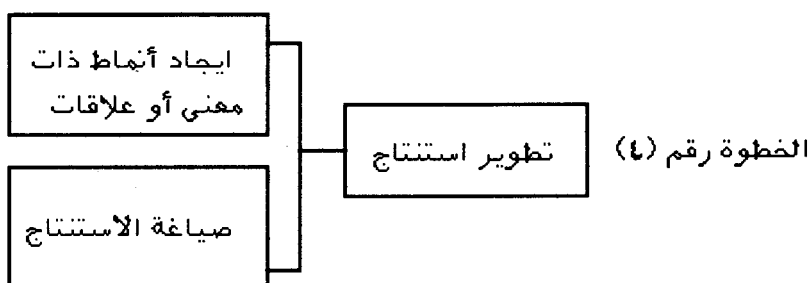 الخطوة رقم (٤)
تطوير استنتاج
ايجاد أنماط ذات
معنى أو علاقات
صياغة الاستنتاج